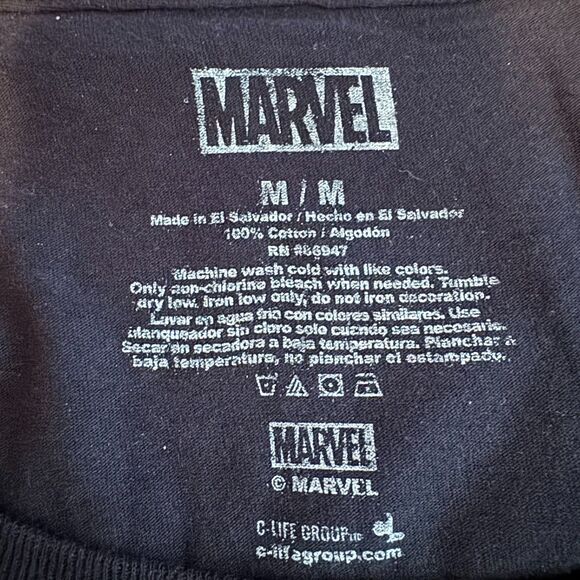 MARVEL
M / M
Made in El Salvador / Hecho en El Salvador
100% Cotton / Algodón
RN #86947
Machine wash cold with like colors.
Only non-chlorine bleach when needed. Tumble
dry low. Iron low only, do not iron decoration.
Lavar en agua fria con colores similares. Use
blanqueador sin cloro solo cuando sea necesario.
Secar en secadora a baja temperatura. Planchar a
baja temperatura, no planchar el estampado.
MARVEL
© MARVEL
C-LIFE GROUP LTD
c-lifegroup.com